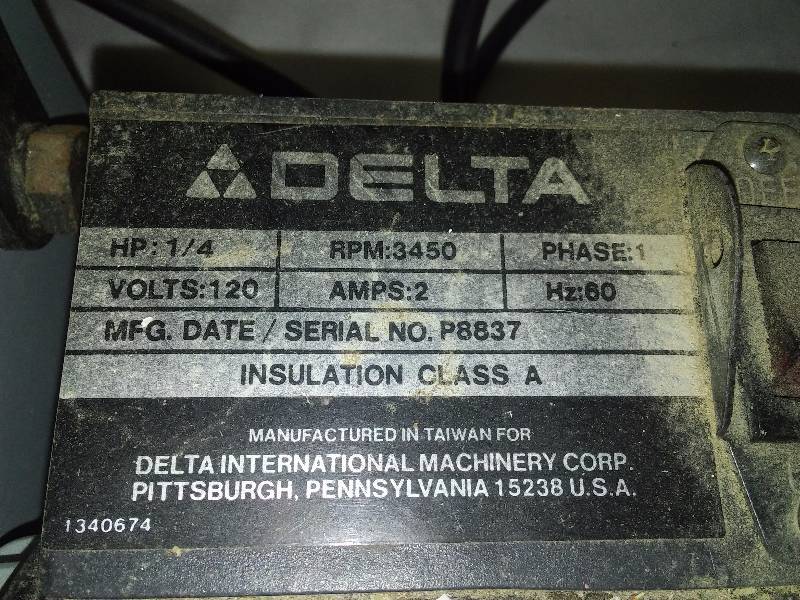 DELTA
HP: 1/4 RPM:3450 PHASE:1
VOLTS:120 AMPS:2 Hz:60
MFG. DATE / SERIAL NO. P8837
INSULATION CLASS A
MANUFACTURED IN TAIWAN FOR
DELTA INTERNATIONAL MACHINERY CORP.
PITTSBURGH, PENNSYLVANIA 15238 U.S.A.
1340674